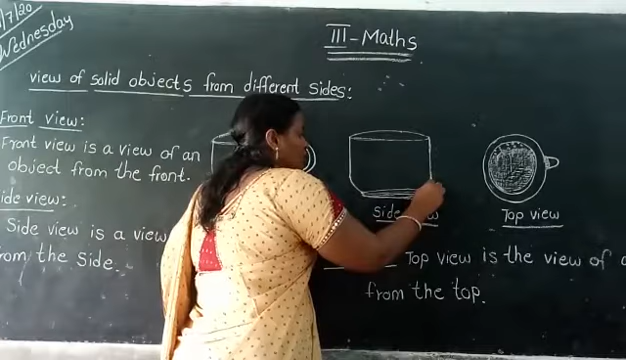 /7/20
Wednesday
III - Maths
view of solid objects from different sides:
Front view:
Front view is a view of an
object from the front.
ide view:
Side view is a view
from the side.
Side
Top view
Top view is the view of
from the top.